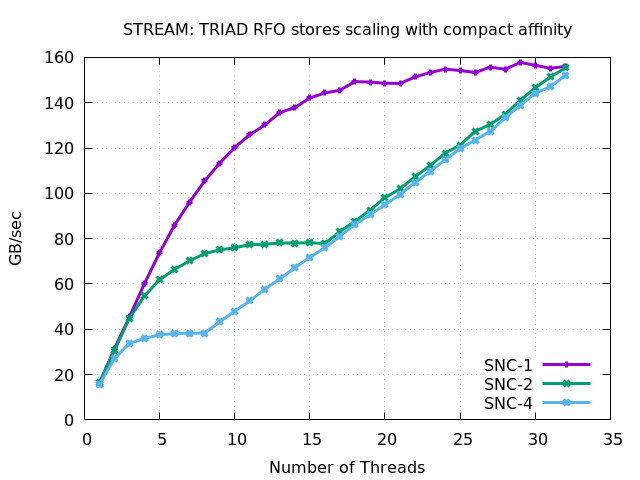 STREAM: TRIAD RFO stores scaling with compact affinity
160
140
120
100
80
60
40
20
0
GB/sec
SNC-1
SNC-2
SNC-4
0 5 10 15 20 25 30 35
Number of Threads